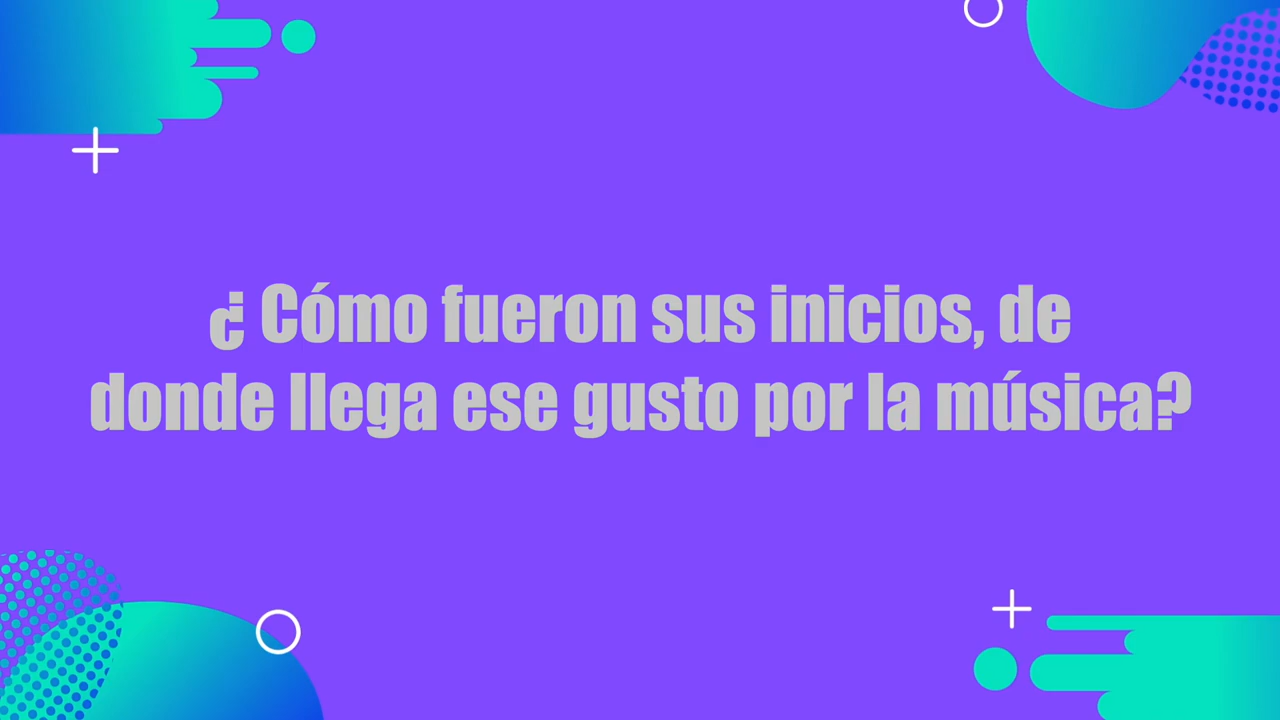 ¿ Cómo fueron sus inicios, de
donde llega ese gusto por la música?